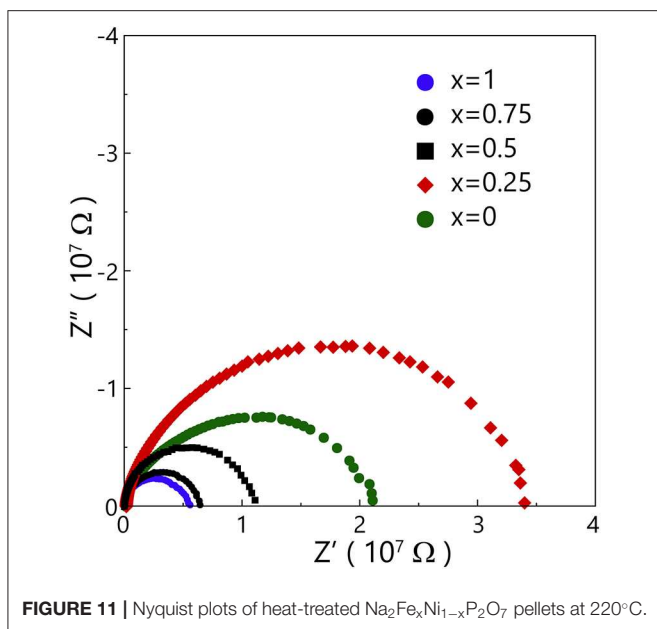 -4
-3
-2
-1
0
Z″ ( 10⁷ Ω )
x=1
x=0.75
x=0.5
x=0.25
x=0
0 1 2 3 4
Z′ ( 10⁷ Ω )
FIGURE 11 | Nyquist plots of heat-treated Na₂FeₓNi₁₋ₓP₂O₇ pellets at 220°C.